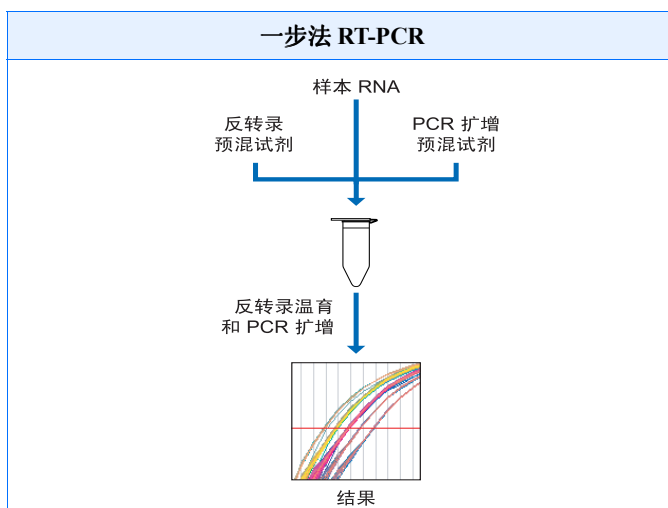 一步法 RT-PCR
样本 RNA
反转录
预混试剂
PCR 扩增
预混试剂
反转录温育
和 PCR 扩增
结果